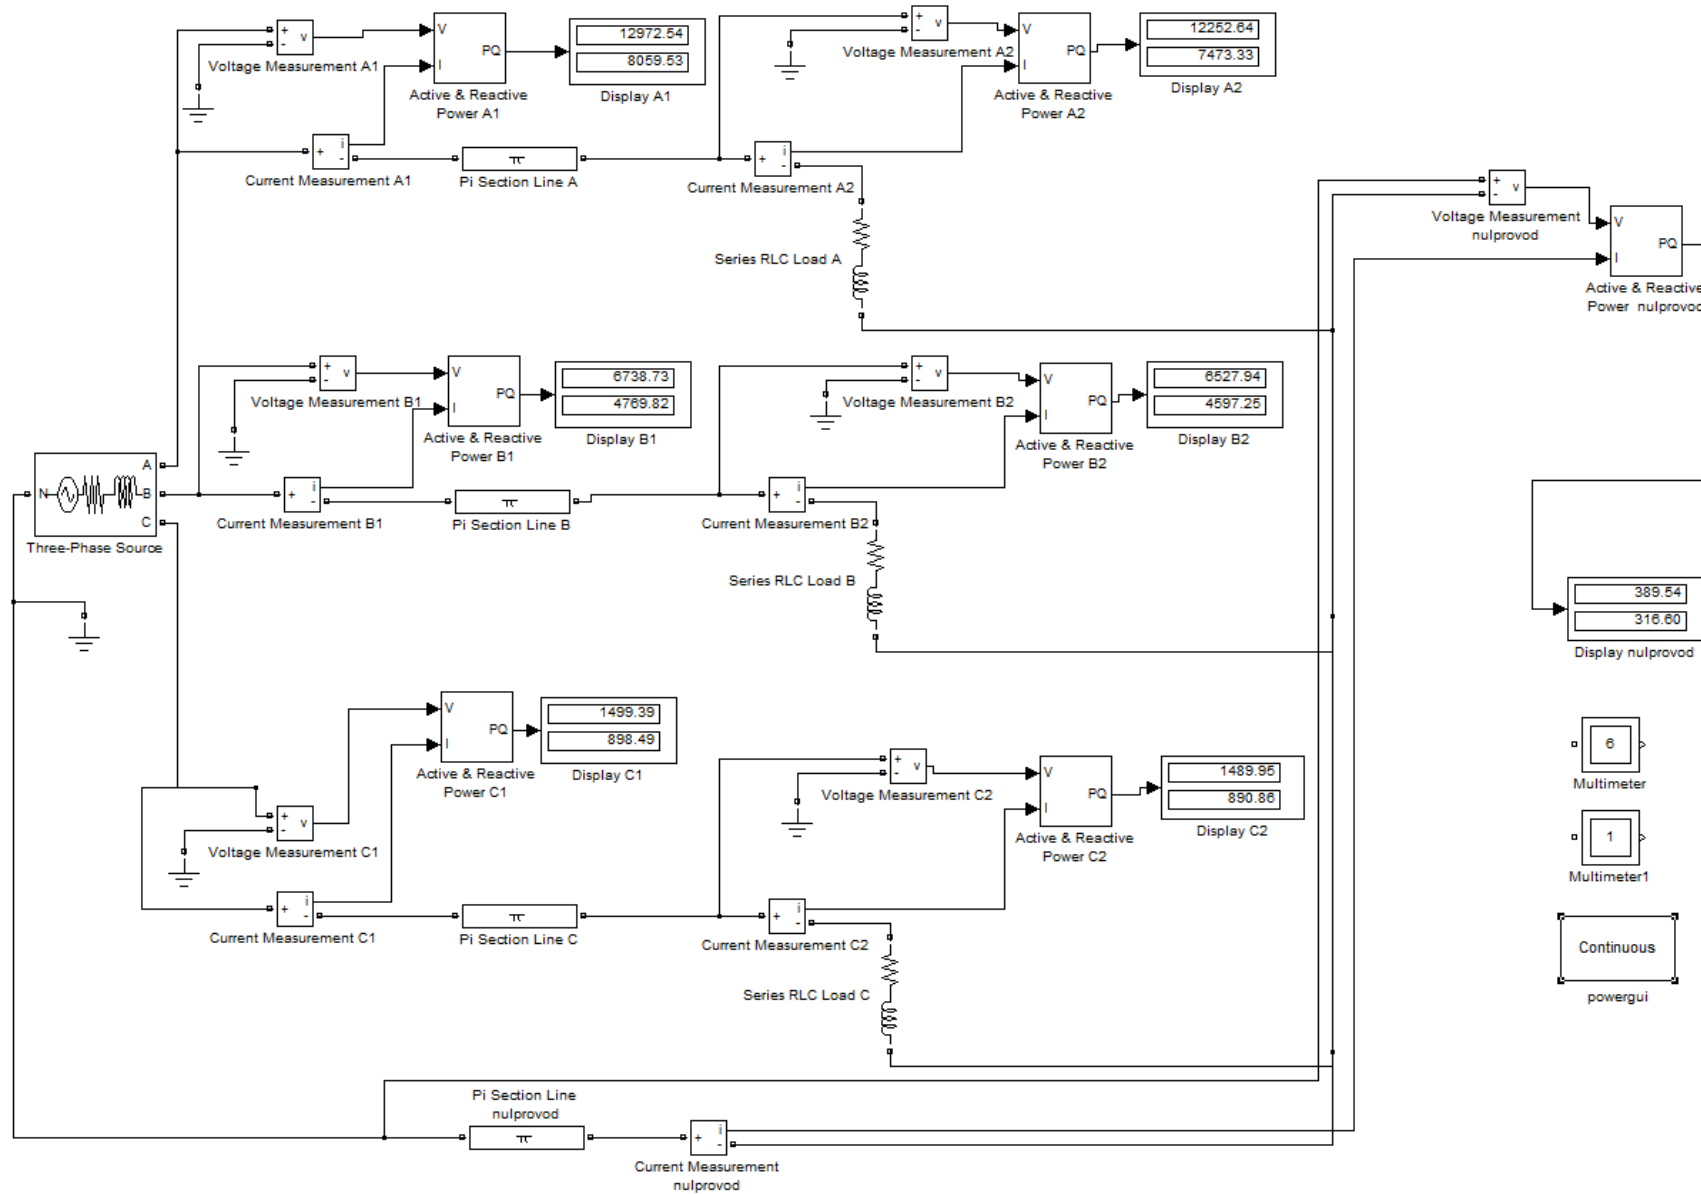 +
-
v
Voltage Measurement A1
V
I
PQ
Active & Reactive
Power A1
12972.54
8059.53
Display A1
+
i
-
Current Measurement A1
π
Pi Section Line A
+
-
v
Voltage Measurement A2
V
I
PQ
Active & Reactive
Power A2
12252.64
7473.33
Display A2
+
i
-
Current Measurement A2
Series RLC Load A
+
-
v
Voltage Measurement
nulprovod
V
I
PQ
Active & Reactive
Power nulprovod
+
-
v
Voltage Measurement B1
V
I
PQ
Active & Reactive
Power B1
6738.73
4769.82
Display B1
+
-
v
Voltage Measurement B2
V
I
PQ
Active & Reactive
Power B2
6527.94
4597.25
Display B2
N
A
B
C
Three-Phase Source
+
i
-
Current Measurement B1
π
Pi Section Line B
+
i
-
Current Measurement B2
Series RLC Load B
389.54
316.60
Display nulprovod
V
I
PQ
Active & Reactive
Power C1
1499.39
898.49
Display C1
+
-
v
Voltage Measurement C1
+
-
v
Voltage Measurement C2
V
I
PQ
Active & Reactive
Power C2
1489.95
890.86
Display C2
6
Multimeter
1
Multimeter1
+
i
-
Current Measurement C1
π
Pi Section Line C
+
i
-
Current Measurement C2
Series RLC Load C
Continuous
powergui
Pi Section Line
nulprovod
π
+
i
-
Current Measurement
nulprovod